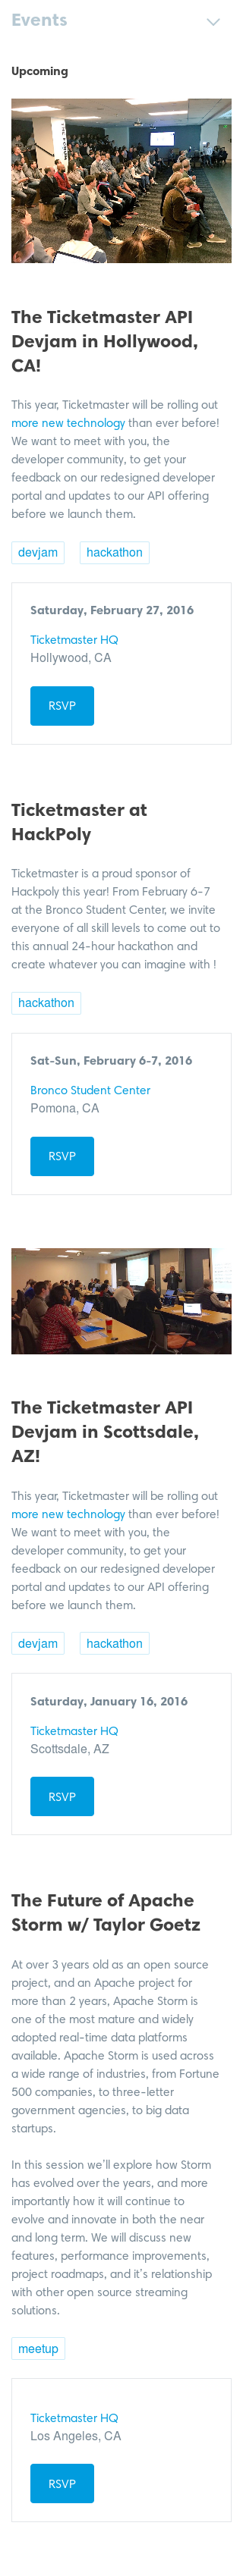 Events
Upcoming
The Ticketmaster API
Devjam in Hollywood,
CA!
This year, Ticketmaster will be rolling out
more new technology than ever before!
We want to meet with you, the
developer community, to get your
feedback on our redesigned developer
portal and updates to our API offering
before we launch them.
devjam hackathon
Saturday, February 27, 2016
Ticketmaster HQ
Hollywood, CA
RSVP
Ticketmaster at
HackPoly
Ticketmaster is a proud sponsor of
Hackpoly this year! From February 6-7
at the Bronco Student Center, we invite
everyone of all skill levels to come out to
this annual 24-hour hackathon and
create whatever you can imagine with !
hackathon
Sat-Sun, February 6-7, 2016
Bronco Student Center
Pomona, CA
RSVP
The Ticketmaster API
Devjam in Scottsdale,
AZ!
This year, Ticketmaster will be rolling out
more new technology than ever before!
We want to meet with you, the
developer community, to get your
feedback on our redesigned developer
portal and updates to our API offering
before we launch them.
devjam hackathon
Saturday, January 16, 2016
Ticketmaster HQ
Scottsdale, AZ
RSVP
The Future of Apache
Storm w/ Taylor Goetz
At over 3 years old as an open source
project, and an Apache project for
more than 2 years, Apache Storm is
one of the most mature and widely
adopted real-time data platforms
available. Apache Storm is used across
a wide range of industries, from Fortune
500 companies, to three-letter
government agencies, to big data
startups.
In this session we'll explore how Storm
has evolved over the years, and more
importantly how it will continue to
evolve and innovate in both the near
and long term. We will discuss new
features, performance improvements,
project roadmaps, and it's relationship
with other open source streaming
solutions.
meetup
Ticketmaster HQ
Los Angeles, CA
RSVP